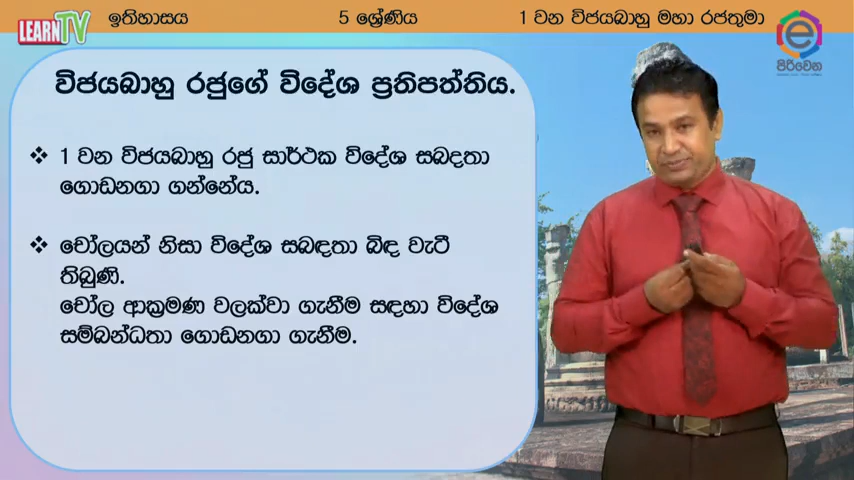 LEARN TV
ඉතිහාසය
5 ශ්‍රේණිය
1 වන විජයබාහු මහා රජතුමා
e
පිරිවෙන
විජයබාහු රජුගේ විදේශ ප්‍රතිපත්තිය.
❖ 1 වන විජයබාහු රජු සාර්ථක විදේශ සබදතා
ගොඩනගා ගන්නේය.
❖ චෝලයන් නිසා විදේශ සබඳතා බිඳ වැටී
තිබුණි.
චෝල ආක්‍රමණ වලක්වා ගැනීම සඳහා විදේශ
සම්බන්ධතා ගොඩනගා ගැනීම.